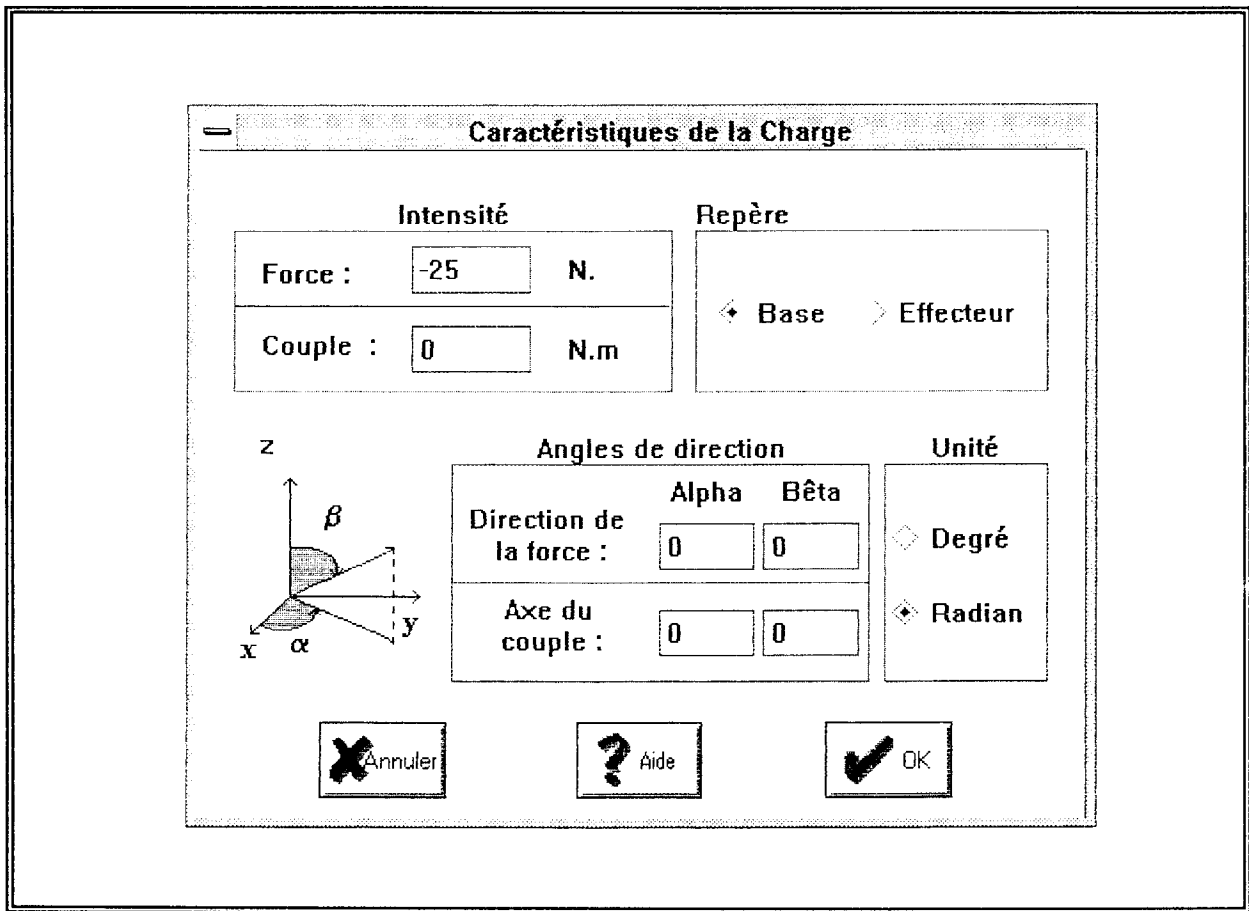 Caractéristiques de la Charge
Intensité
Repère
Force : -25 N.
Couple : 0 N.m
Base Effecteur
Angles de direction
Unité
Alpha Bêta
Direction de la force : 0 0
Axe du couple : 0 0
Degré
Radian
z
β
y
x
α
Annuler
Aide
OK